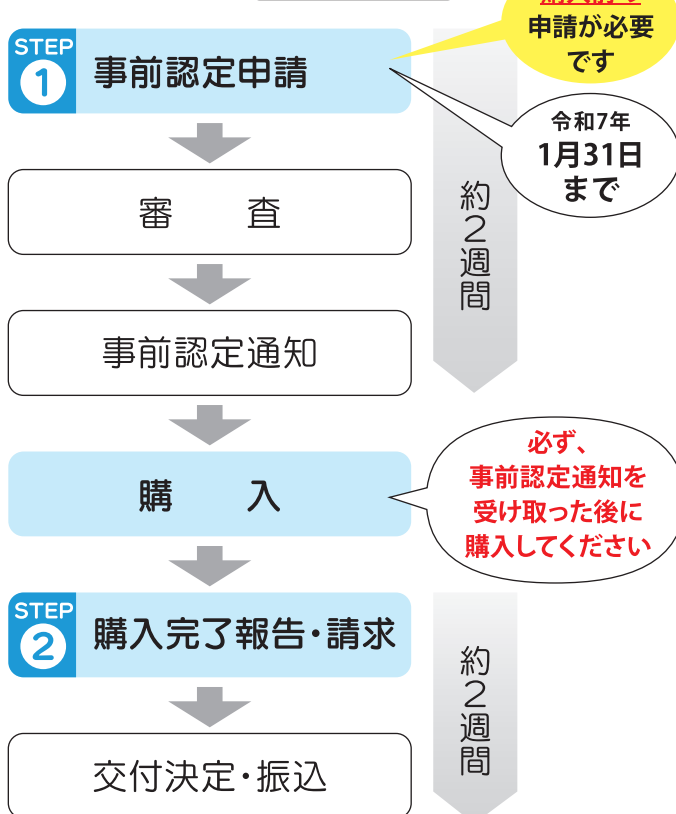 申請が必要
です
STEP
1
事前認定申請
令和7年
1月31日
まで
審　査
約2週間
事前認定通知
購　入
必ず、
事前認定通知を
受け取った後に
購入してください
STEP
2
購入完了報告・請求
約2週間
交付決定・振込